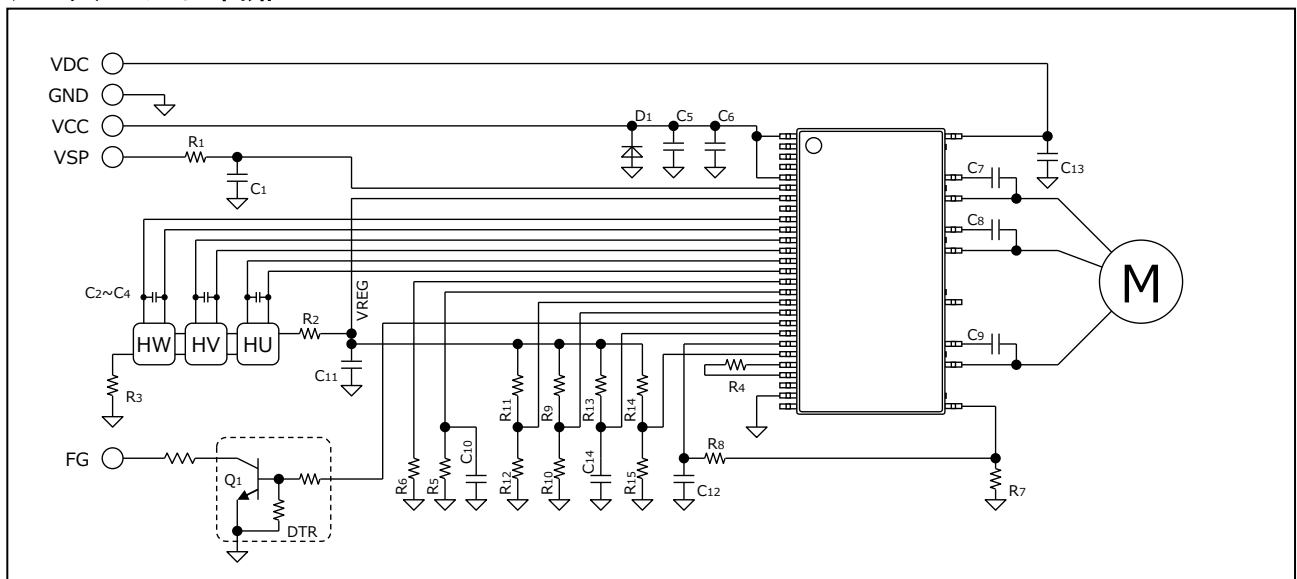 VDC
GND
VCC
VSP
R1
C1
D1
C5
C6
C7
C13
C8
C9
M
C2~C4
HW
HV
HU
R2
VREG
C11
R3
R4
R11
R9
R13
R14
FG
Q1
DTR
R6
R5
C10
R12
R10
C14
R15
C12
R8
R7